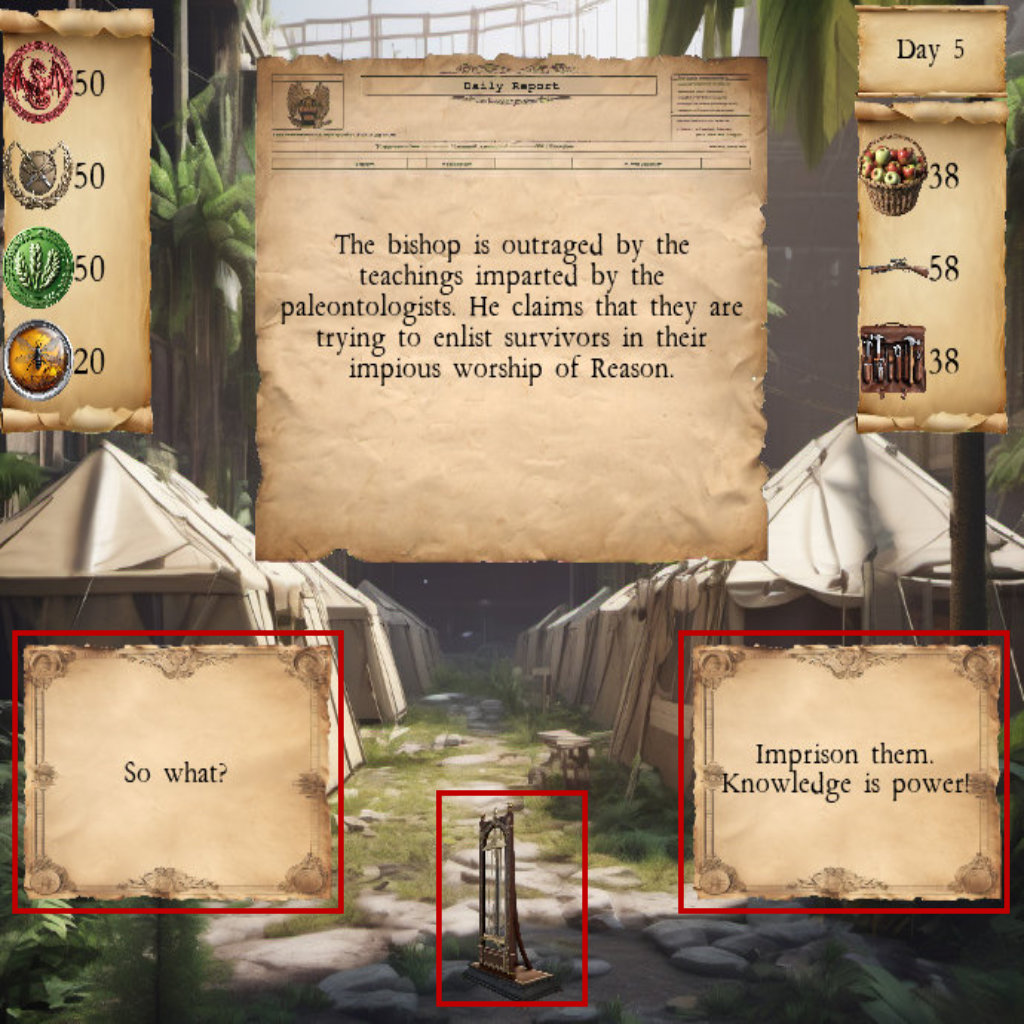 50
50
50
20
Daily Report
The bishop is outraged by the
teachings imparted by the
paleontologists. He claims that they are
trying to enlist survivors in their
impious worship of Reason.
Day 5
38
58
38
So what?
Imprison them.
Knowledge is power!